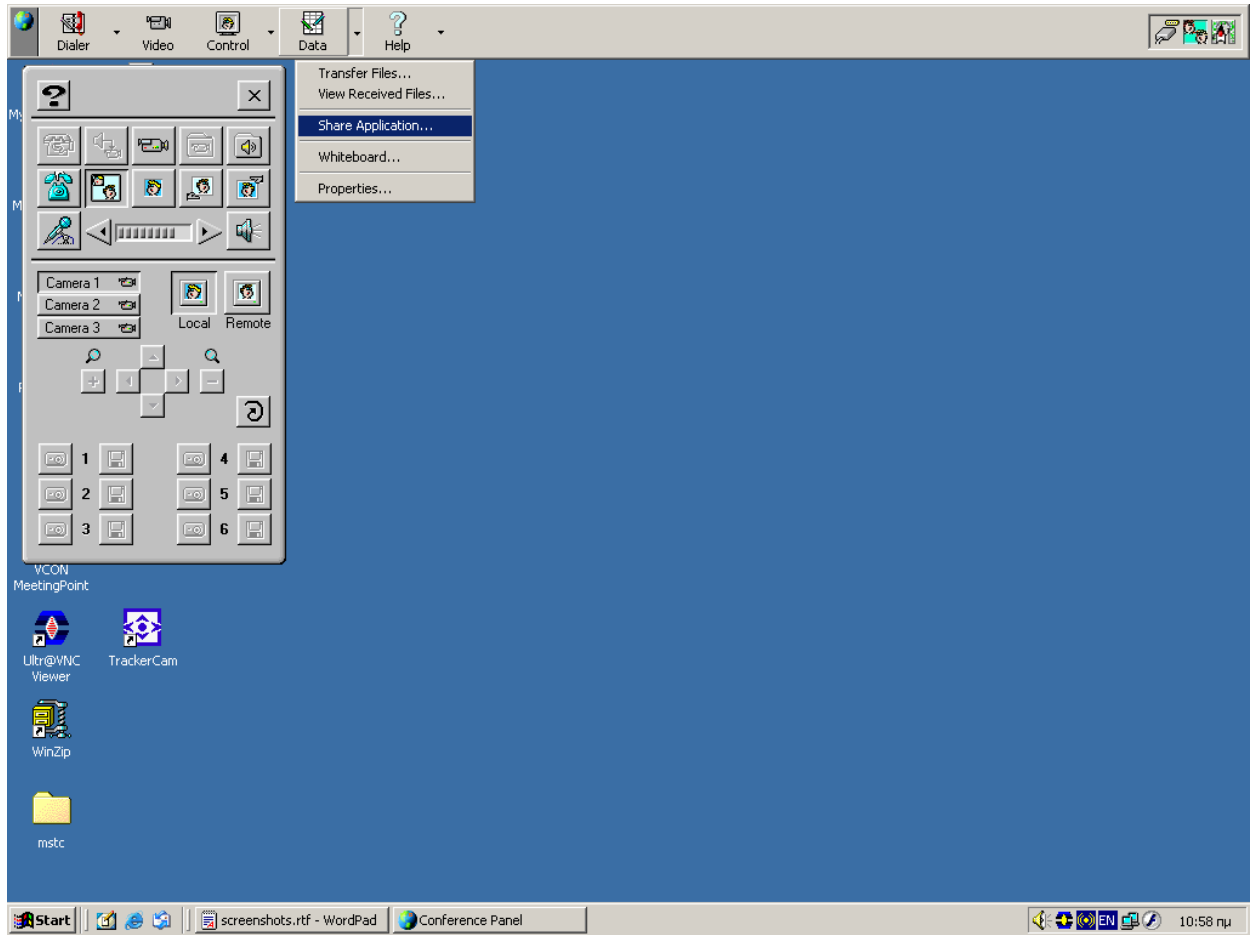 Dialer Video Control Data Help
Transfer Files...
View Received Files...
Share Application...
Whiteboard...
Properties...
?
Camera 1
Camera 2
Camera 3
Local Remote
1 4
2 5
3 6
VCON
MeetingPoint
Ultr@VNC
Viewer
TrackerCam
WinZip
mstc
Start screenshots.rtf - WordPad Conference Panel EN 10:58 πμ